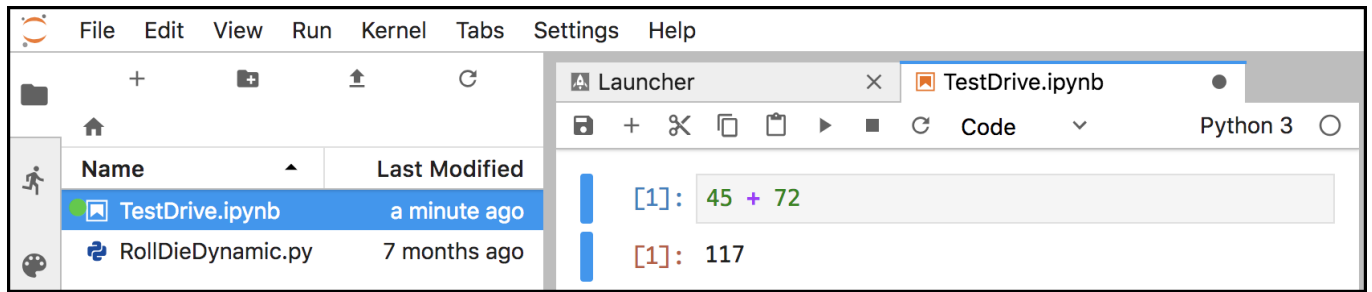 File Edit View Run Kernel Tabs Settings Help
Launcher
TestDrive.ipynb
Code
Python 3
Name
Last Modified
TestDrive.ipynb a minute ago
RollDieDynamic.py 7 months ago
[1]: 45 + 72
[1]: 117